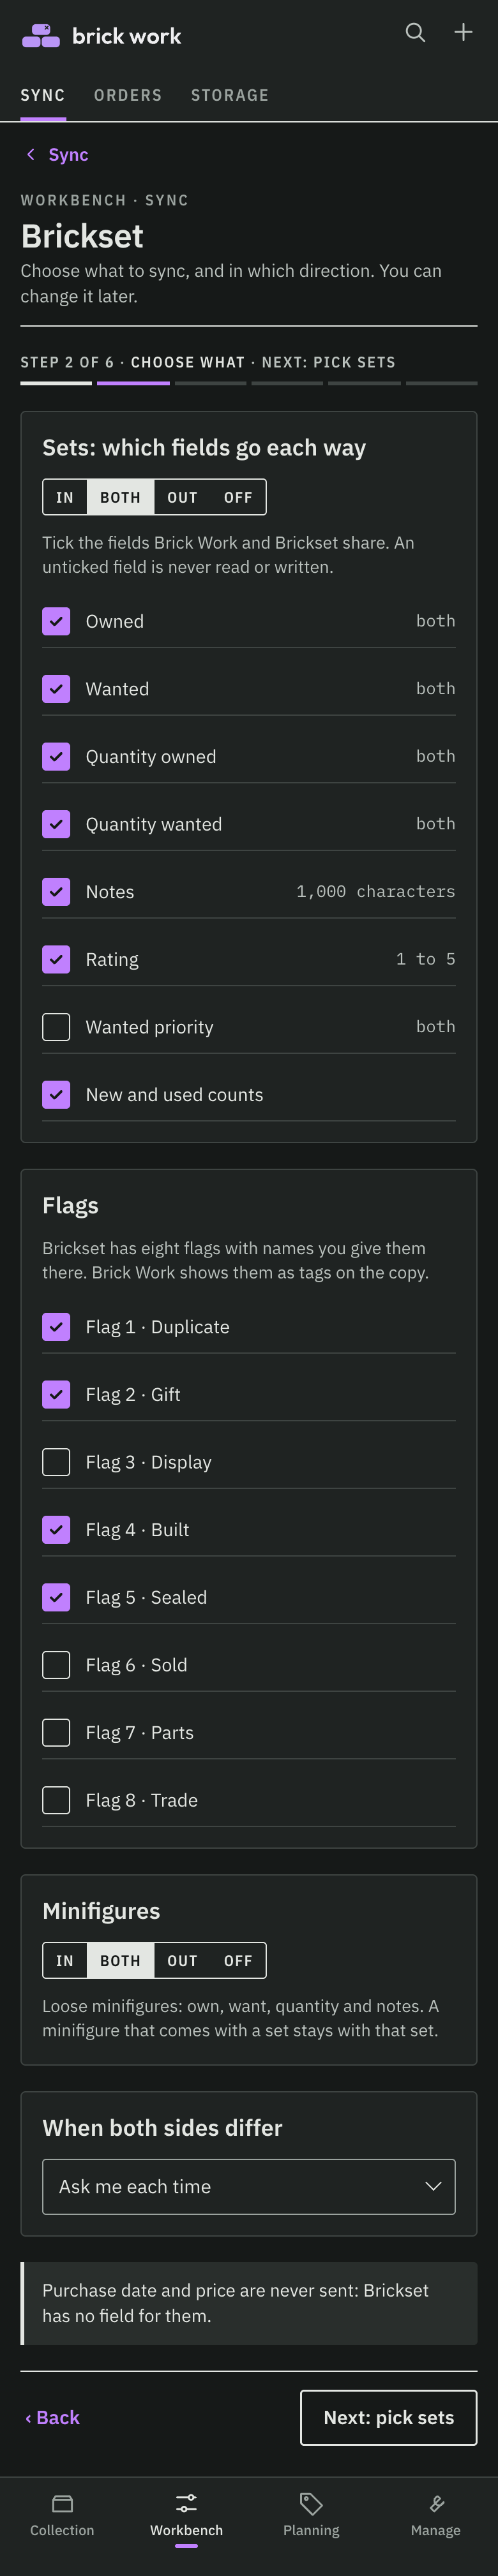 brick work
SYNC ORDERS STORAGE
Sync
WORKBENCH · SYNC
Brickset
Choose what to sync, and in which direction. You can
change it later.
STEP 2 OF 6 · CHOOSE WHAT · NEXT: PICK SETS
Sets: which fields go each way
IN BOTH OUT OFF
Tick the fields Brick Work and Brickset share. An
unticked field is never read or written.
Owned both
Wanted both
Quantity owned both
Quantity wanted both
Notes 1,000 characters
Rating 1 to 5
Wanted priority both
New and used counts
Flags
Brickset has eight flags with names you give them
there. Brick Work shows them as tags on the copy.
Flag 1 · Duplicate
Flag 2 · Gift
Flag 3 · Display
Flag 4 · Built
Flag 5 · Sealed
Flag 6 · Sold
Flag 7 · Parts
Flag 8 · Trade
Minifigures
IN BOTH OUT OFF
Loose minifigures: own, want, quantity and notes. A
minifigure that comes with a set stays with that set.
When both sides differ
Ask me each time
Purchase date and price are never sent: Brickset
has no field for them.
‹ Back Next: pick sets
Collection Workbench Planning Manage